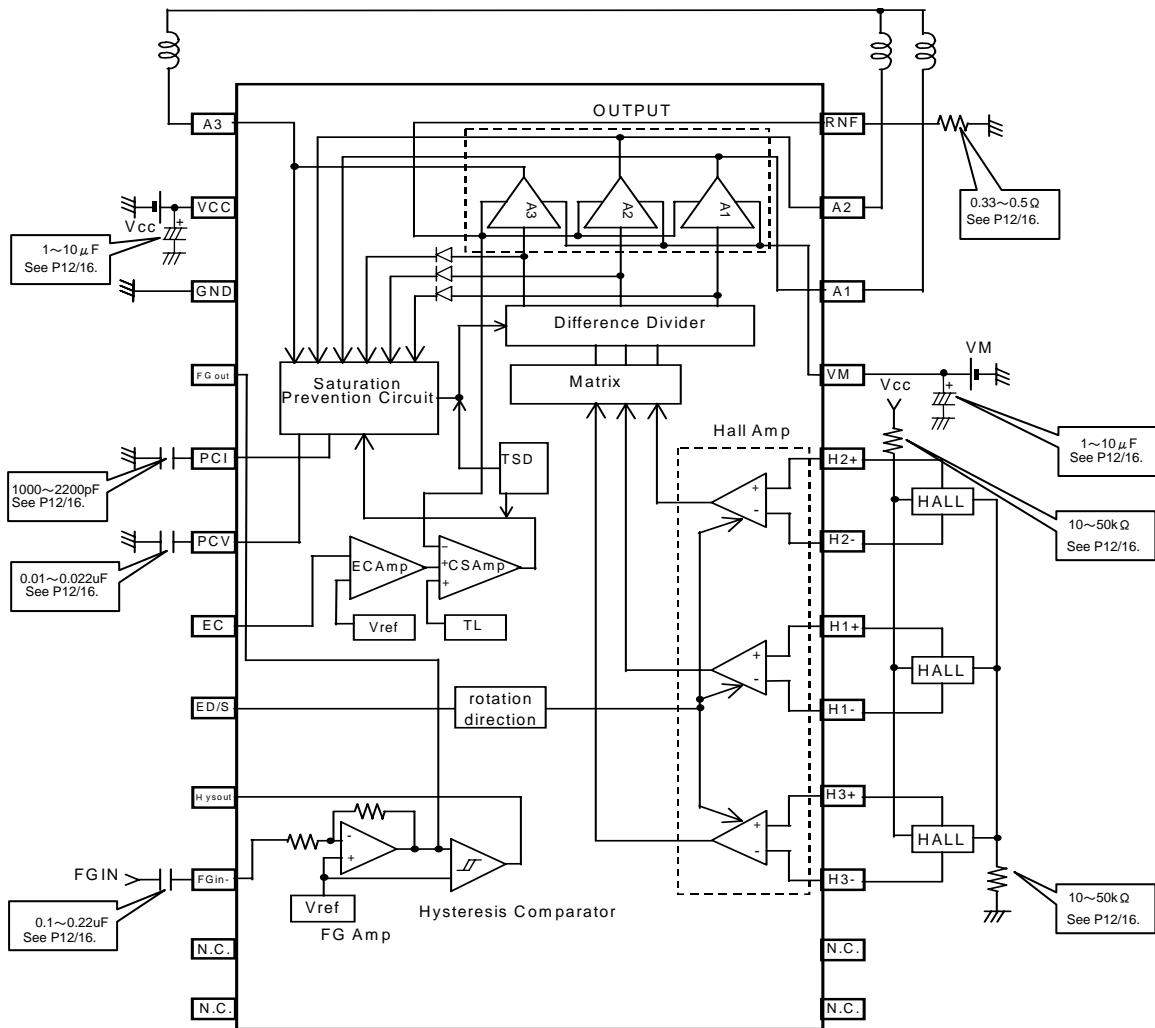 OUTPUT
A3
RNF
A3
A2
A1
VCC
Vcc
A2
0.33～0.5Ω
See P12/16.
1～10μF
See P12/16.
GND
A1
Difference Divider
VM
FGout
Saturation
Prevention Circuit
Matrix
VM
Vcc
Hall Amp
1～10μF
See P12/16.
PCI
TSD
H2+
1000～2200pF
See P12/16.
+
-
HALL
10～50kΩ
See P12/16.
PCV
H2-
0.01～0.022uF
See P12/16.
ECAmp
-
+
+
CSAmp
EC
Vref
TL
H1+
+
-
HALL
ED/S
rotation
direction
H1-
Hysout
H3+
-
+
+
-
HALL
FGIN
FGin-
H3-
Vref
Hysteresis Comparator
FG Amp
0.1～0.22uF
See P12/16.
10～50kΩ
See P12/16.
N.C.
N.C.
N.C.
N.C.
+
+